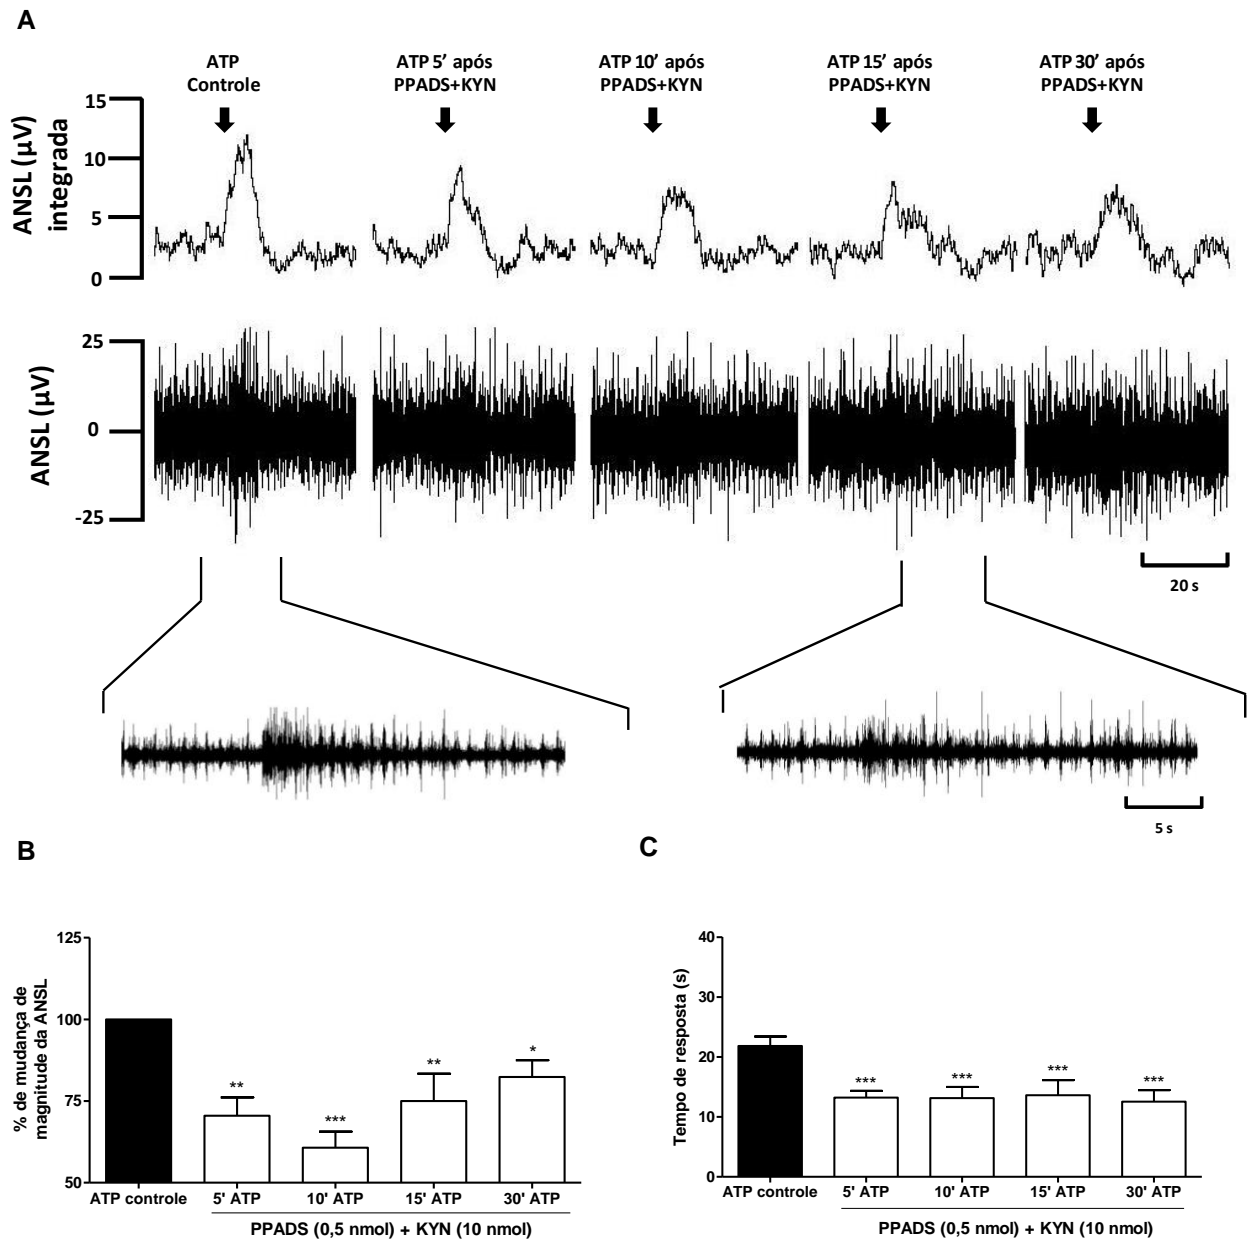 A
ATP
Controle
ATP 5’ após
PPADS+KYN
ATP 10’ após
PPADS+KYN
ATP 15’ após
PPADS+KYN
ATP 30’ após
PPADS+KYN
ANSL (µV)
integrada
15
10
5
0
ANSL (µV)
25
0
-25
20 s
5 s
B
% de mudança de
magnitude da ANSL
125
100
75
50
**
***
**
*
ATP controle
5' ATP
10' ATP
15' ATP
30' ATP
PPADS (0,5 nmol) + KYN (10 nmol)
C
Tempo de resposta (s)
40
30
20
10
0
***
***
***
***
ATP controle
5' ATP
10' ATP
15' ATP
30' ATP
PPADS (0,5 nmol) + KYN (10 nmol)